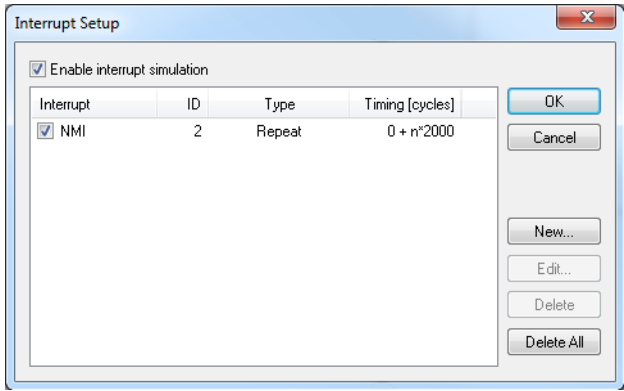 Interrupt Setup
Enable interrupt simulation
Interrupt ID Type Timing [cycles]
NMI 2 Repeat 0 + n*2000
OK
Cancel
New...
Edit...
Delete
Delete All